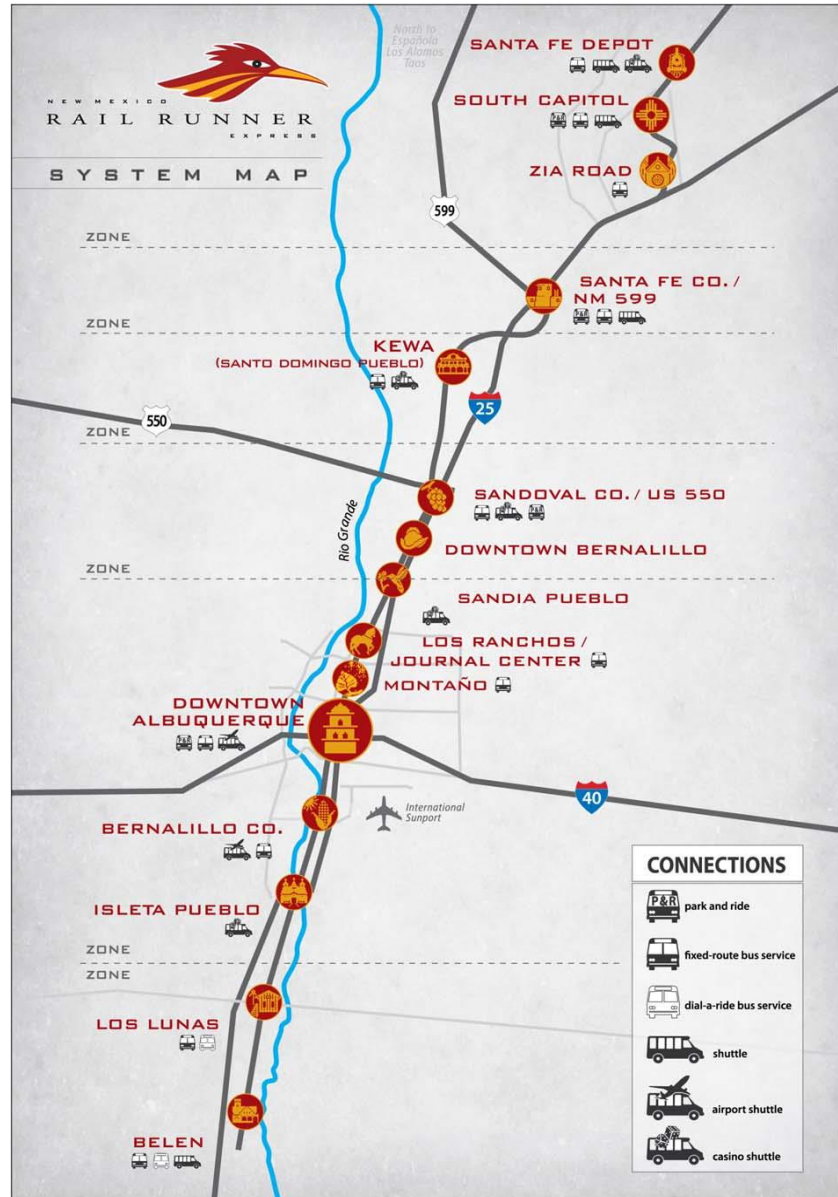 NEW MEXICO
RAIL RUNNER
EXPRESS
SYSTEM MAP
North to
Española
Los Alamos
Taos
SANTA FE DEPOT
SOUTH CAPITOL
ZIA ROAD
599
ZONE
SANTA FE CO. /
NM 599
ZONE
KEWA
(SANTO DOMINGO PUEBLO)
25
550
ZONE
SANDOVAL CO. / US 550
Rio Grande
DOWNTOWN BERNALILLO
ZONE
SANDIA PUEBLO
LOS RANCHOS /
JOURNAL CENTER
MONTAÑO
DOWNTOWN
ALBUQUERQUE
40
International
Sunport
BERNALILLO CO.
ISLETA PUEBLO
ZONE
ZONE
LOS LUNAS
BELEN
CONNECTIONS
P&R park and ride
fixed-route bus service
dial-a-ride bus service
shuttle
airport shuttle
casino shuttle